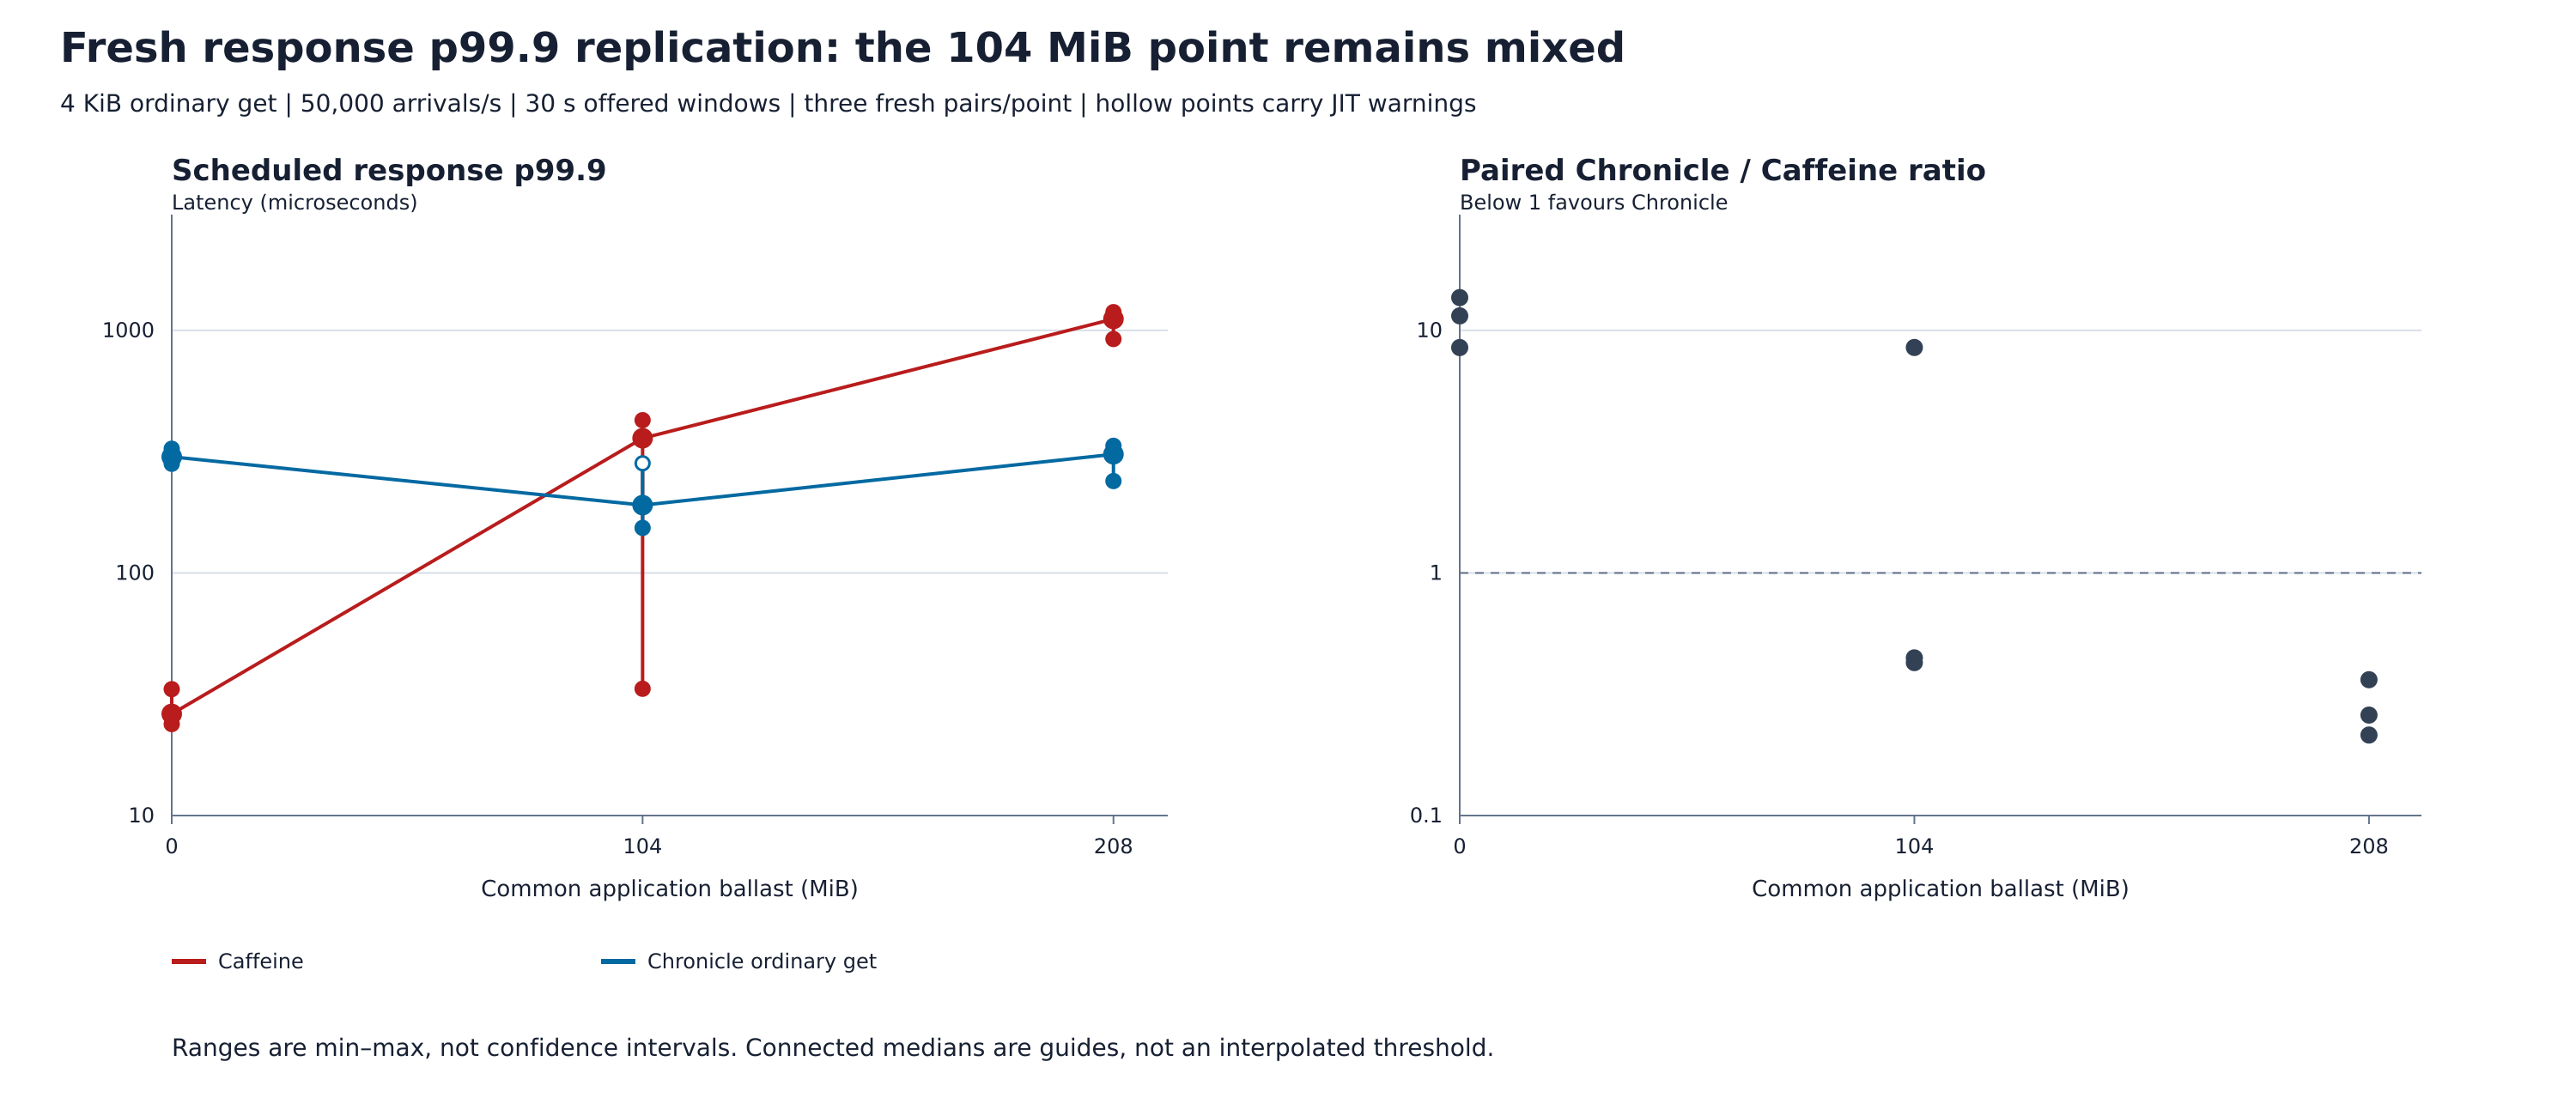 Fresh response p99.9 replication: the 104 MiB point remains mixed
4 KiB ordinary get | 50,000 arrivals/s | 30 s offered windows | three fresh pairs/point | hollow points carry JIT warnings
Scheduled response p99.9
Latency (microseconds)
1000
100
10
0
104
208
Common application ballast (MiB)
Paired Chronicle / Caffeine ratio
Below 1 favours Chronicle
10
1
0.1
0
104
208
Common application ballast (MiB)
Caffeine
Chronicle ordinary get
Ranges are min–max, not confidence intervals. Connected medians are guides, not an interpolated threshold.